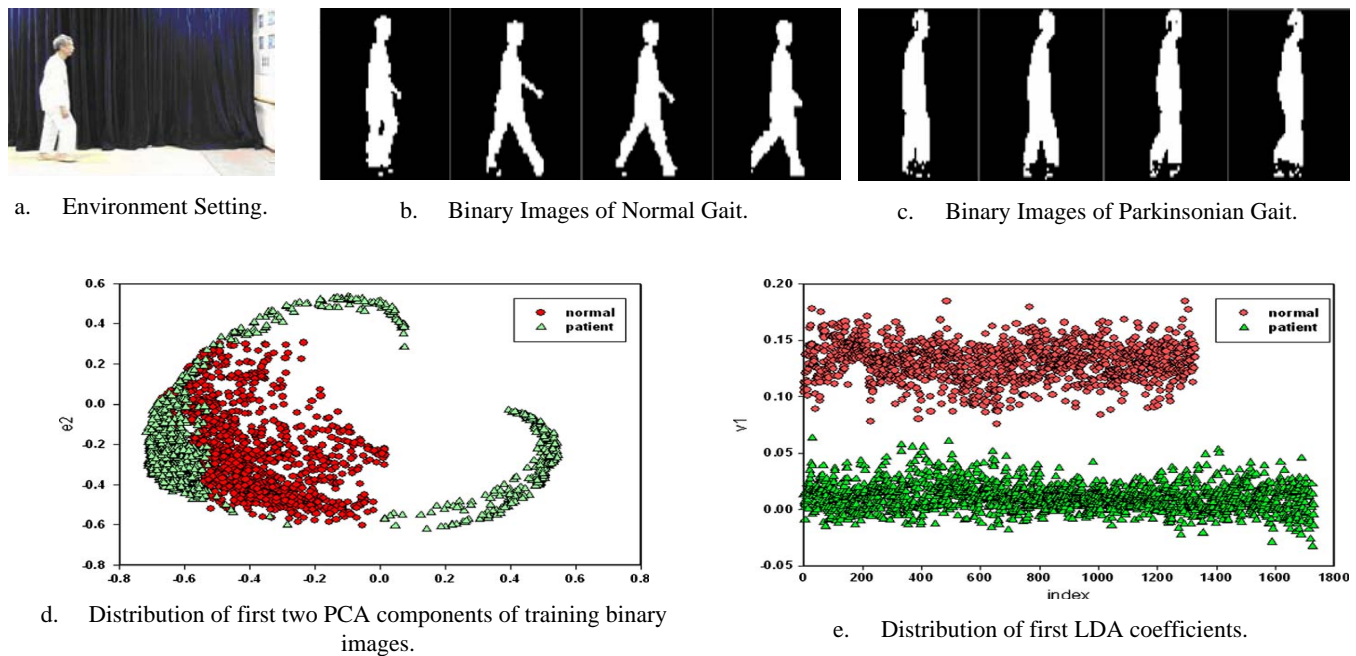 a. Environment Setting.
b. Binary Images of Normal Gait.
c. Binary Images of Parkinsonian Gait.
0.6
0.4
0.2
0.0
-0.2
-0.4
-0.6
-0.8
e2
normal
patient
-0.8 -0.6 -0.4 -0.2 0.0 0.2 0.4 0.6 0.8
d. Distribution of first two PCA components of training binary
images.
0.20
0.15
0.10
0.05
0.00
-0.05
v1
normal
patient
0 200 400 600 800 1000 1200 1400 1600 1800
index
e. Distribution of first LDA coefficients.